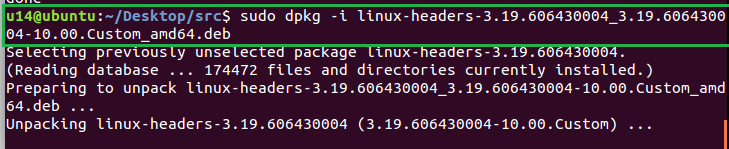 u14@ubuntu:~/Desktop/src$ sudo dpkg -i linux-headers-3.19.606430004_3.19.6064300
04-10.00.Custom_amd64.deb
Selecting previously unselected package linux-headers-3.19.606430004.
(Reading database ... 174472 files and directories currently installed.)
Preparing to unpack linux-headers-3.19.606430004_3.19.606430004-10.00.Custom_amd
64.deb ...
Unpacking linux-headers-3.19.606430004 (3.19.606430004-10.00.Custom) ...